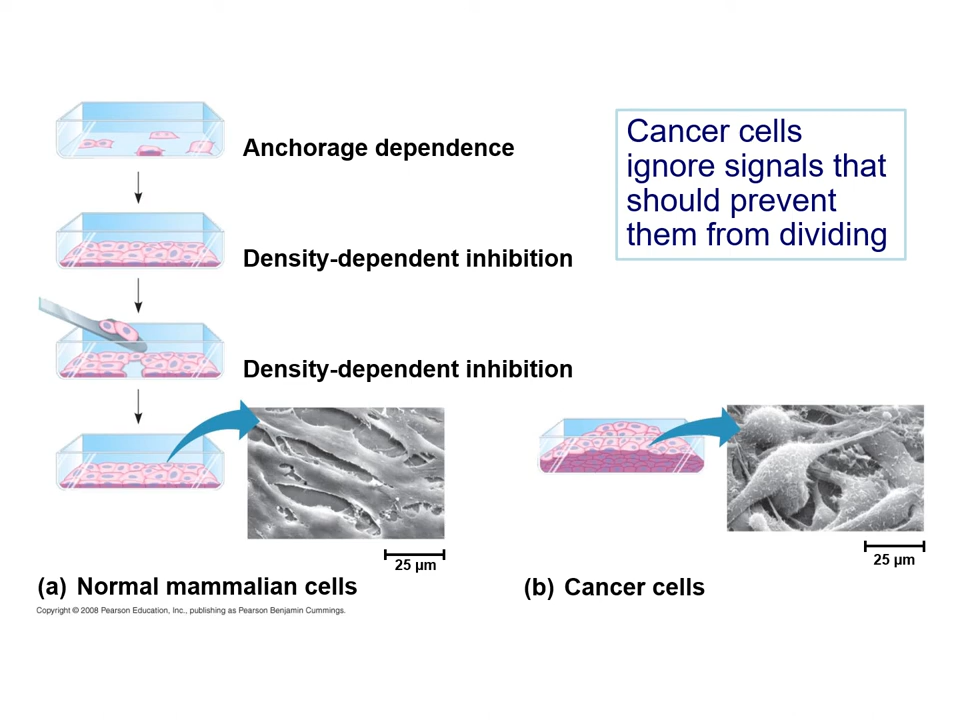 Anchorage dependence
Cancer cells
ignore signals that
should prevent
them from dividing
Density-dependent inhibition
Density-dependent inhibition
25 µm
25 µm
(a) Normal mammalian cells
(b) Cancer cells
Copyright © 2008 Pearson Education, Inc., publishing as Pearson Benjamin Cummings.